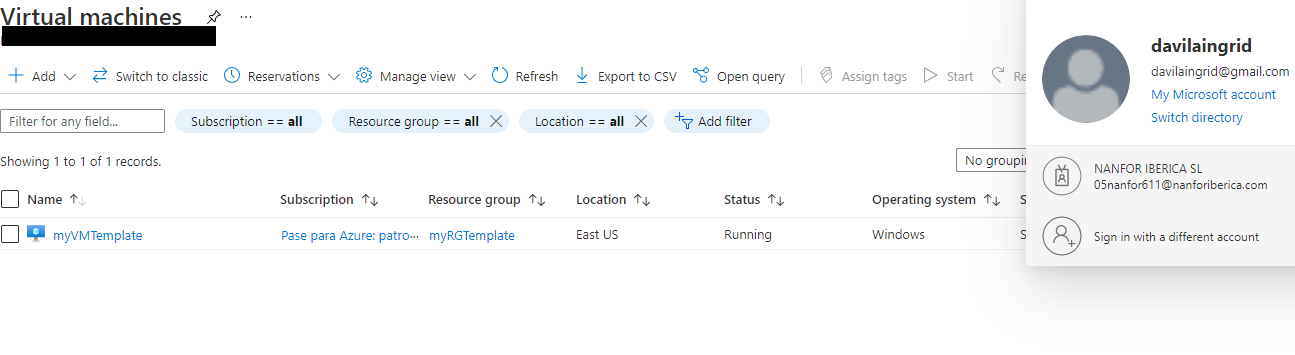 Virtual machines ...
Add Switch to classic Reservations Manage view Refresh Export to CSV Open query Assign tags Start Re
Filter for any field... Subscription == all Resource group == all Location == all Add filter
Showing 1 to 1 of 1 records.
No groupin
Name Subscription Resource group Location Status Operating system S
myVMTemplate Pase para Azure: patro... myRGTemplate East US Running Windows S
davilaingrid
davilaingrid@gmail.com
My Microsoft account
Switch directory
NANFOR IBERICA SL
05nanfor611@nanforiberica.com
Sign in with a different account